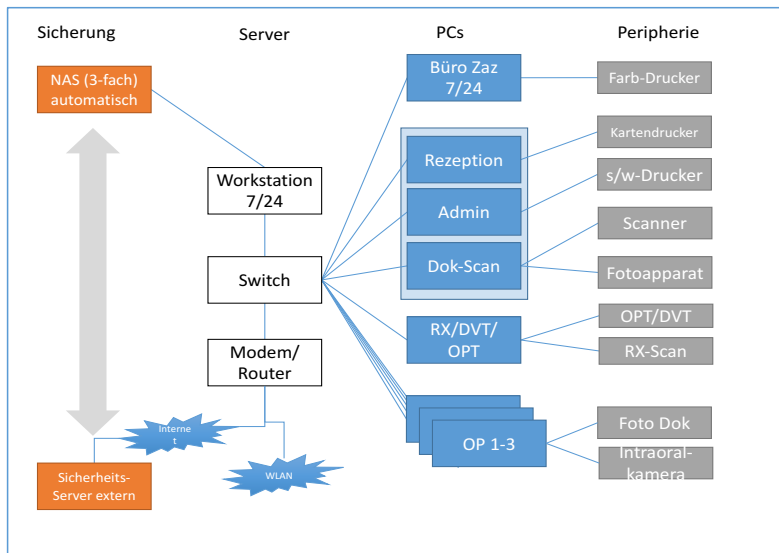 Sicherung
Server
PCs
Peripherie
NAS (3-fach)
automatisch
Workstation
7/24
Switch
Modem/
Router
Interne
t
WLAN
Sicherheits-
Server extern
Büro Zaz
7/24
Rezeption
Admin
Dok-Scan
RX/DVT/
OPT
OP 1-3
Farb-Drucker
Kartendrucker
s/w-Drucker
Scanner
Fotoapparat
OPT/DVT
RX-Scan
Foto Dok
Intraoral-
kamera